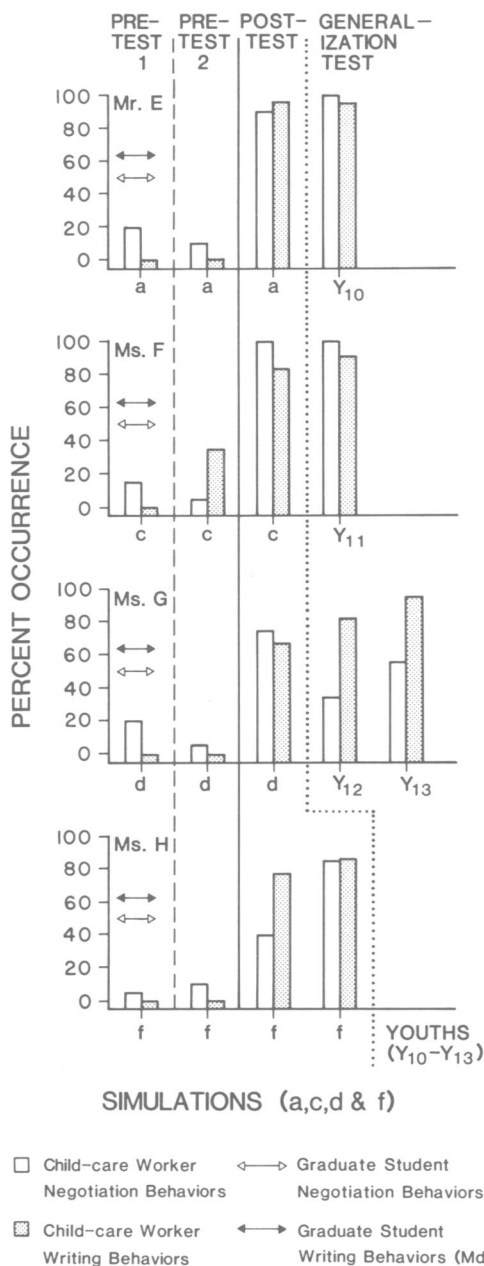 PRE- PRE- POST- GENERAL-
TEST TEST TEST IZATION
1 2 TEST
Mr. E
100
80
60
40
20
0
a a a Y10
Ms. F
100
80
60
40
20
0
c c c Y11
Ms. G
100
80
60
40
20
0
d d d Y12 Y13
Ms. H
100
80
60
40
20
0
f f f f YOUTHS
(Y10-Y13)
PERCENT OCCURRENCE
SIMULATIONS (a,c,d & f)
Child-care Worker Graduate Student
Negotiation Behaviors Negotiation Behaviors
Child-care Worker Graduate Student
Writing Behaviors Writing Behaviors (Md